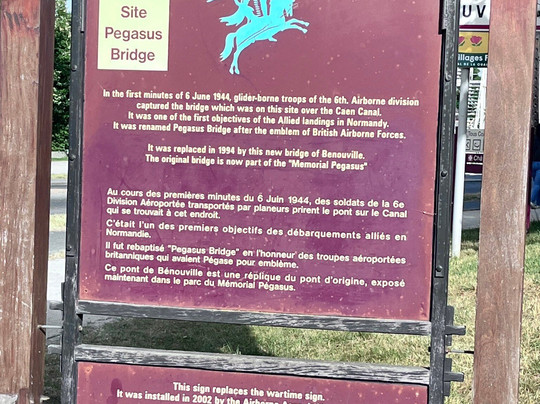 Site
Pegasus
Bridge
In the first minutes of 6 June 1944, glider-borne troops of the 6th. Airborne division
captured the bridge which was on this site over the Caen Canal.
It was one of the first objectives of the Allied landings in Normandy.
It was renamed Pegasus Bridge after the emblem of British Airborne Forces.
It was replaced in 1994 by this new bridge of Benouville.
The original bridge is now part of the "Memorial Pegasus"
Au cours des premières minutes du 6 Juin 1944, des soldats de la 6e
Division Aéroportée transportés par planeurs prirent le pont sur le Canal
qui se trouvait à cet endroit.
C'était l'un des premiers objectifs des débarquements alliés en
Normandie.
Il fut rebaptisé "Pegasus Bridge" en l'honneur des troupes aéroportées
britanniques qui avaient Pégase pour emblème.
Ce pont de Bénouville est une réplique du pont d'origine, exposé
maintenant dans le parc du Mémorial Pégasus.
This sign replaces the wartime sign.
It was installed in 2002 by the Airborne